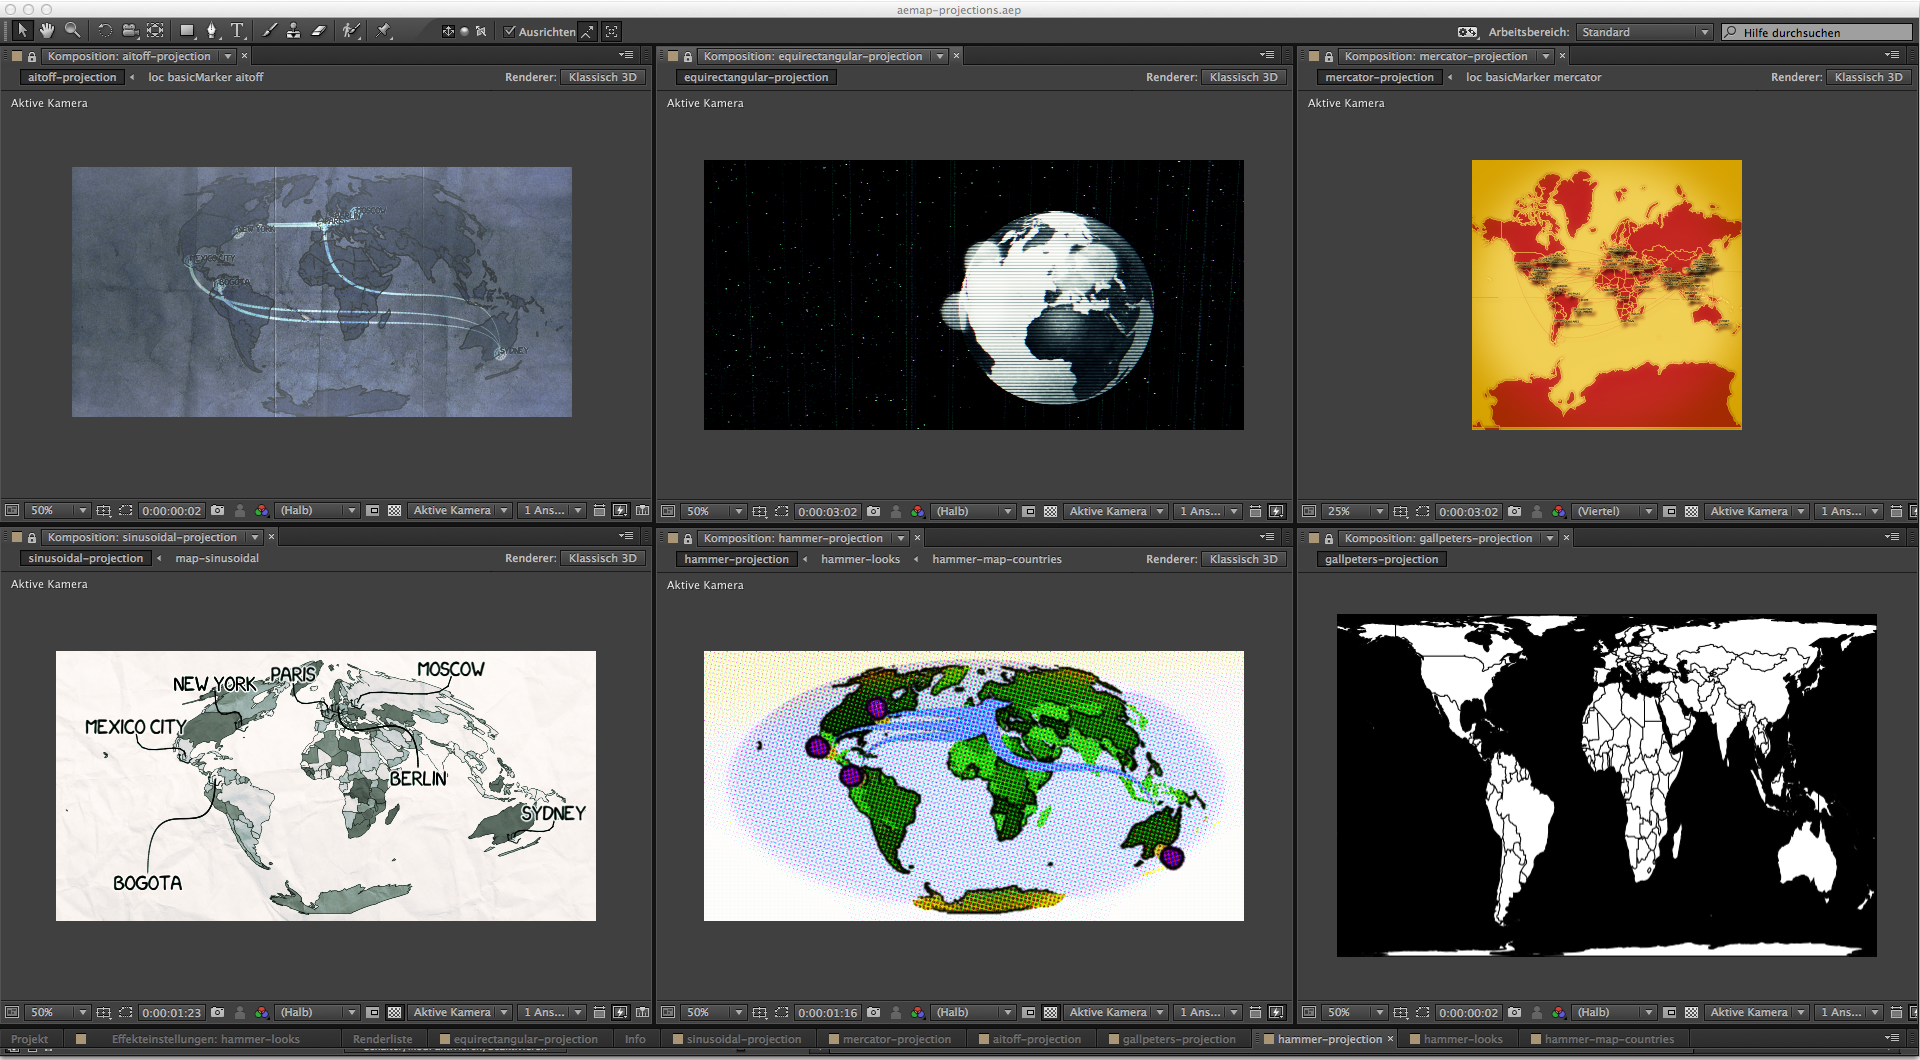 aemap-projections.aep
T
Ausrichten
Arbeitsbereich: Standard
Hilfe durchsuchen
Komposition: aitoff-projection
aitoff-projection
loc basicMarker aitoff
Renderer: Klassisch 3D
Aktive Kamera
NEW YORK
MOSCOW
MEXICO CITY
BOGOTA
SYDNEY
50%
0:00:00:02
(Halb)
Aktive Kamera
1 Ans...
Komposition: equirectangular-projection
equirectangular-projection
Renderer: Klassisch 3D
Aktive Kamera
50%
0:00:03:02
(Halb)
Aktive Kamera
1 Ans...
Komposition: mercator-projection
mercator-projection
loc basicMarker mercator
Renderer: Klassisch 3D
Aktive Kamera
25%
0:00:03:02
(Viertel)
Aktive Kamera
1 Ans...
Komposition: sinusoidal-projection
sinusoidal-projection
map-sinusoidal
Renderer: Klassisch 3D
Aktive Kamera
MOSCOW
PARIS
NEW YORK
MEXICO CITY
BERLIN
SYDNEY
BOGOTA
50%
0:00:01:23
(Halb)
Aktive Kamera
1 Ans...
Komposition: hammer-projection
hammer-projection
hammer-looks
hammer-map-countries
Renderer: Klassisch 3D
Aktive Kamera
50%
0:00:01:16
(Halb)
Aktive Kamera
1 Ans...
Komposition: gallpeters-projection
gallpeters-projection
50%
0:00:00:02
(Halb)
Aktive Kamera
1 Ans...
Projekt
Effekteinstellungen: hammer-looks
Renderliste
equirectangular-projection
Info
sinusoidal-projection
mercator-projection
aitoff-projection
gallpeters-projection
hammer-projection
hammer-looks
hammer-map-countries